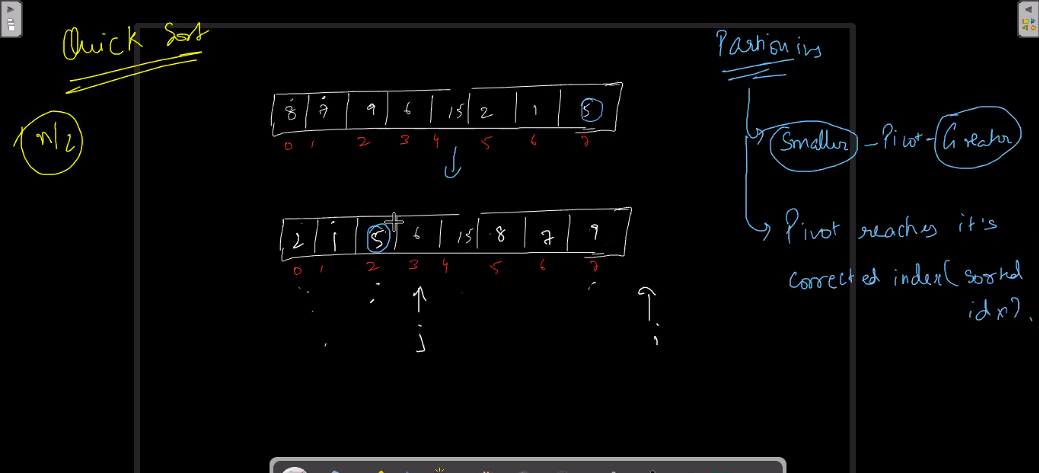 Quick Sort
n/2
8 7 9 6 15 2 1 5
0 1 2 3 4 5 6 7
2 1 5 6 15 8 7 9
0 1 2 3 4 5 6 7
j i
Partioning
Smaller - Pivot - Greator
Pivot reaches it's
corrected index (sorted
idx).